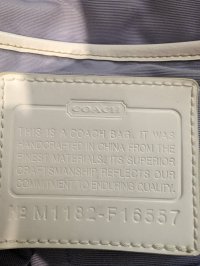 COACH
THIS IS A COACH BAG. IT WAS
HANDCRAFTED IN CHINA FROM THE
FINEST MATERIALS. ITS SUPERIOR
CRAFTSMANSHIP REFLECTS OUR
COMMITMENT TO ENDURING QUALITY.
No M1182-F16557